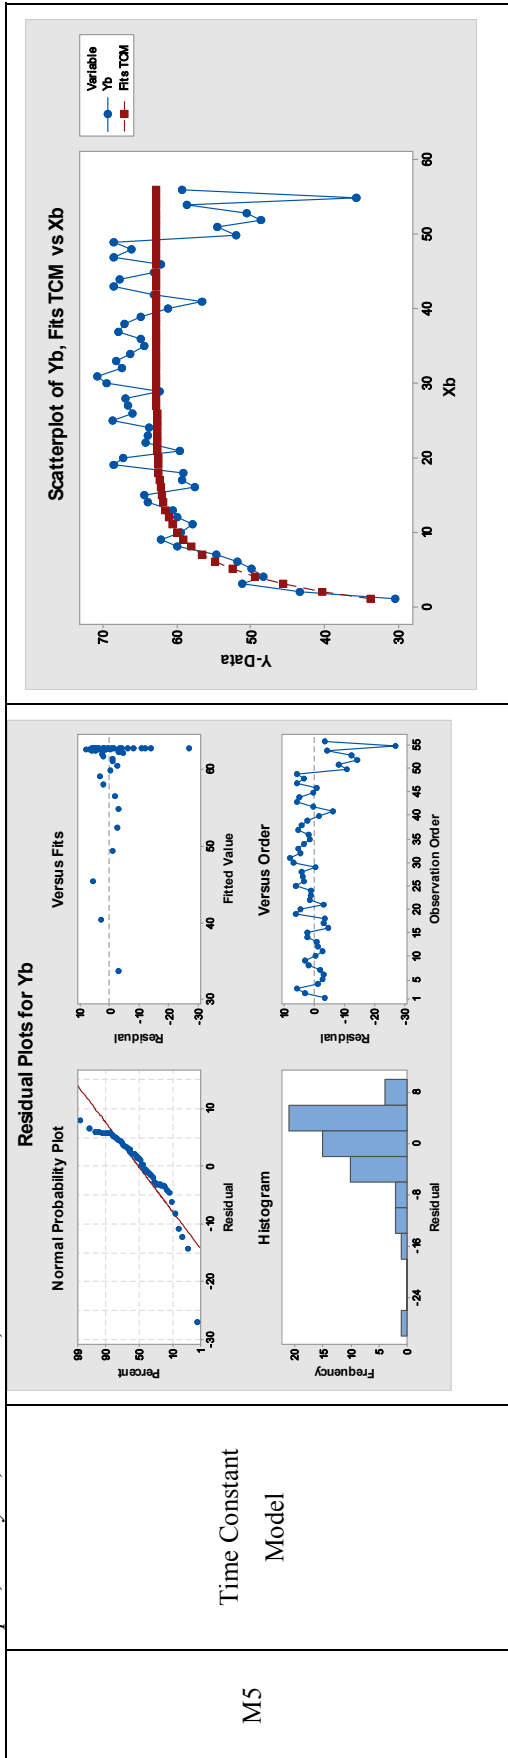 M5
Time Constant
Model
Residual Plots for Yb
Normal Probability Plot
Percent
99
90
50
10
1
-30
-20
-10
0
10
Residual
Versus Fits
Residual
10
0
-10
-20
-30
30
40
50
60
Fitted Value
Histogram
Frequency
20
15
10
5
0
-24
-16
-8
0
8
Residual
Versus Order
Residual
10
0
-10
-20
-30
1
5
10
15
20
25
30
35
40
45
50
55
Observation Order
Scatterplot of Yb, Fits TCM vs Xb
Y-Data
70
60
50
40
30
0
10
20
30
40
50
60
Xb
Variable
Yb
Fits TCM